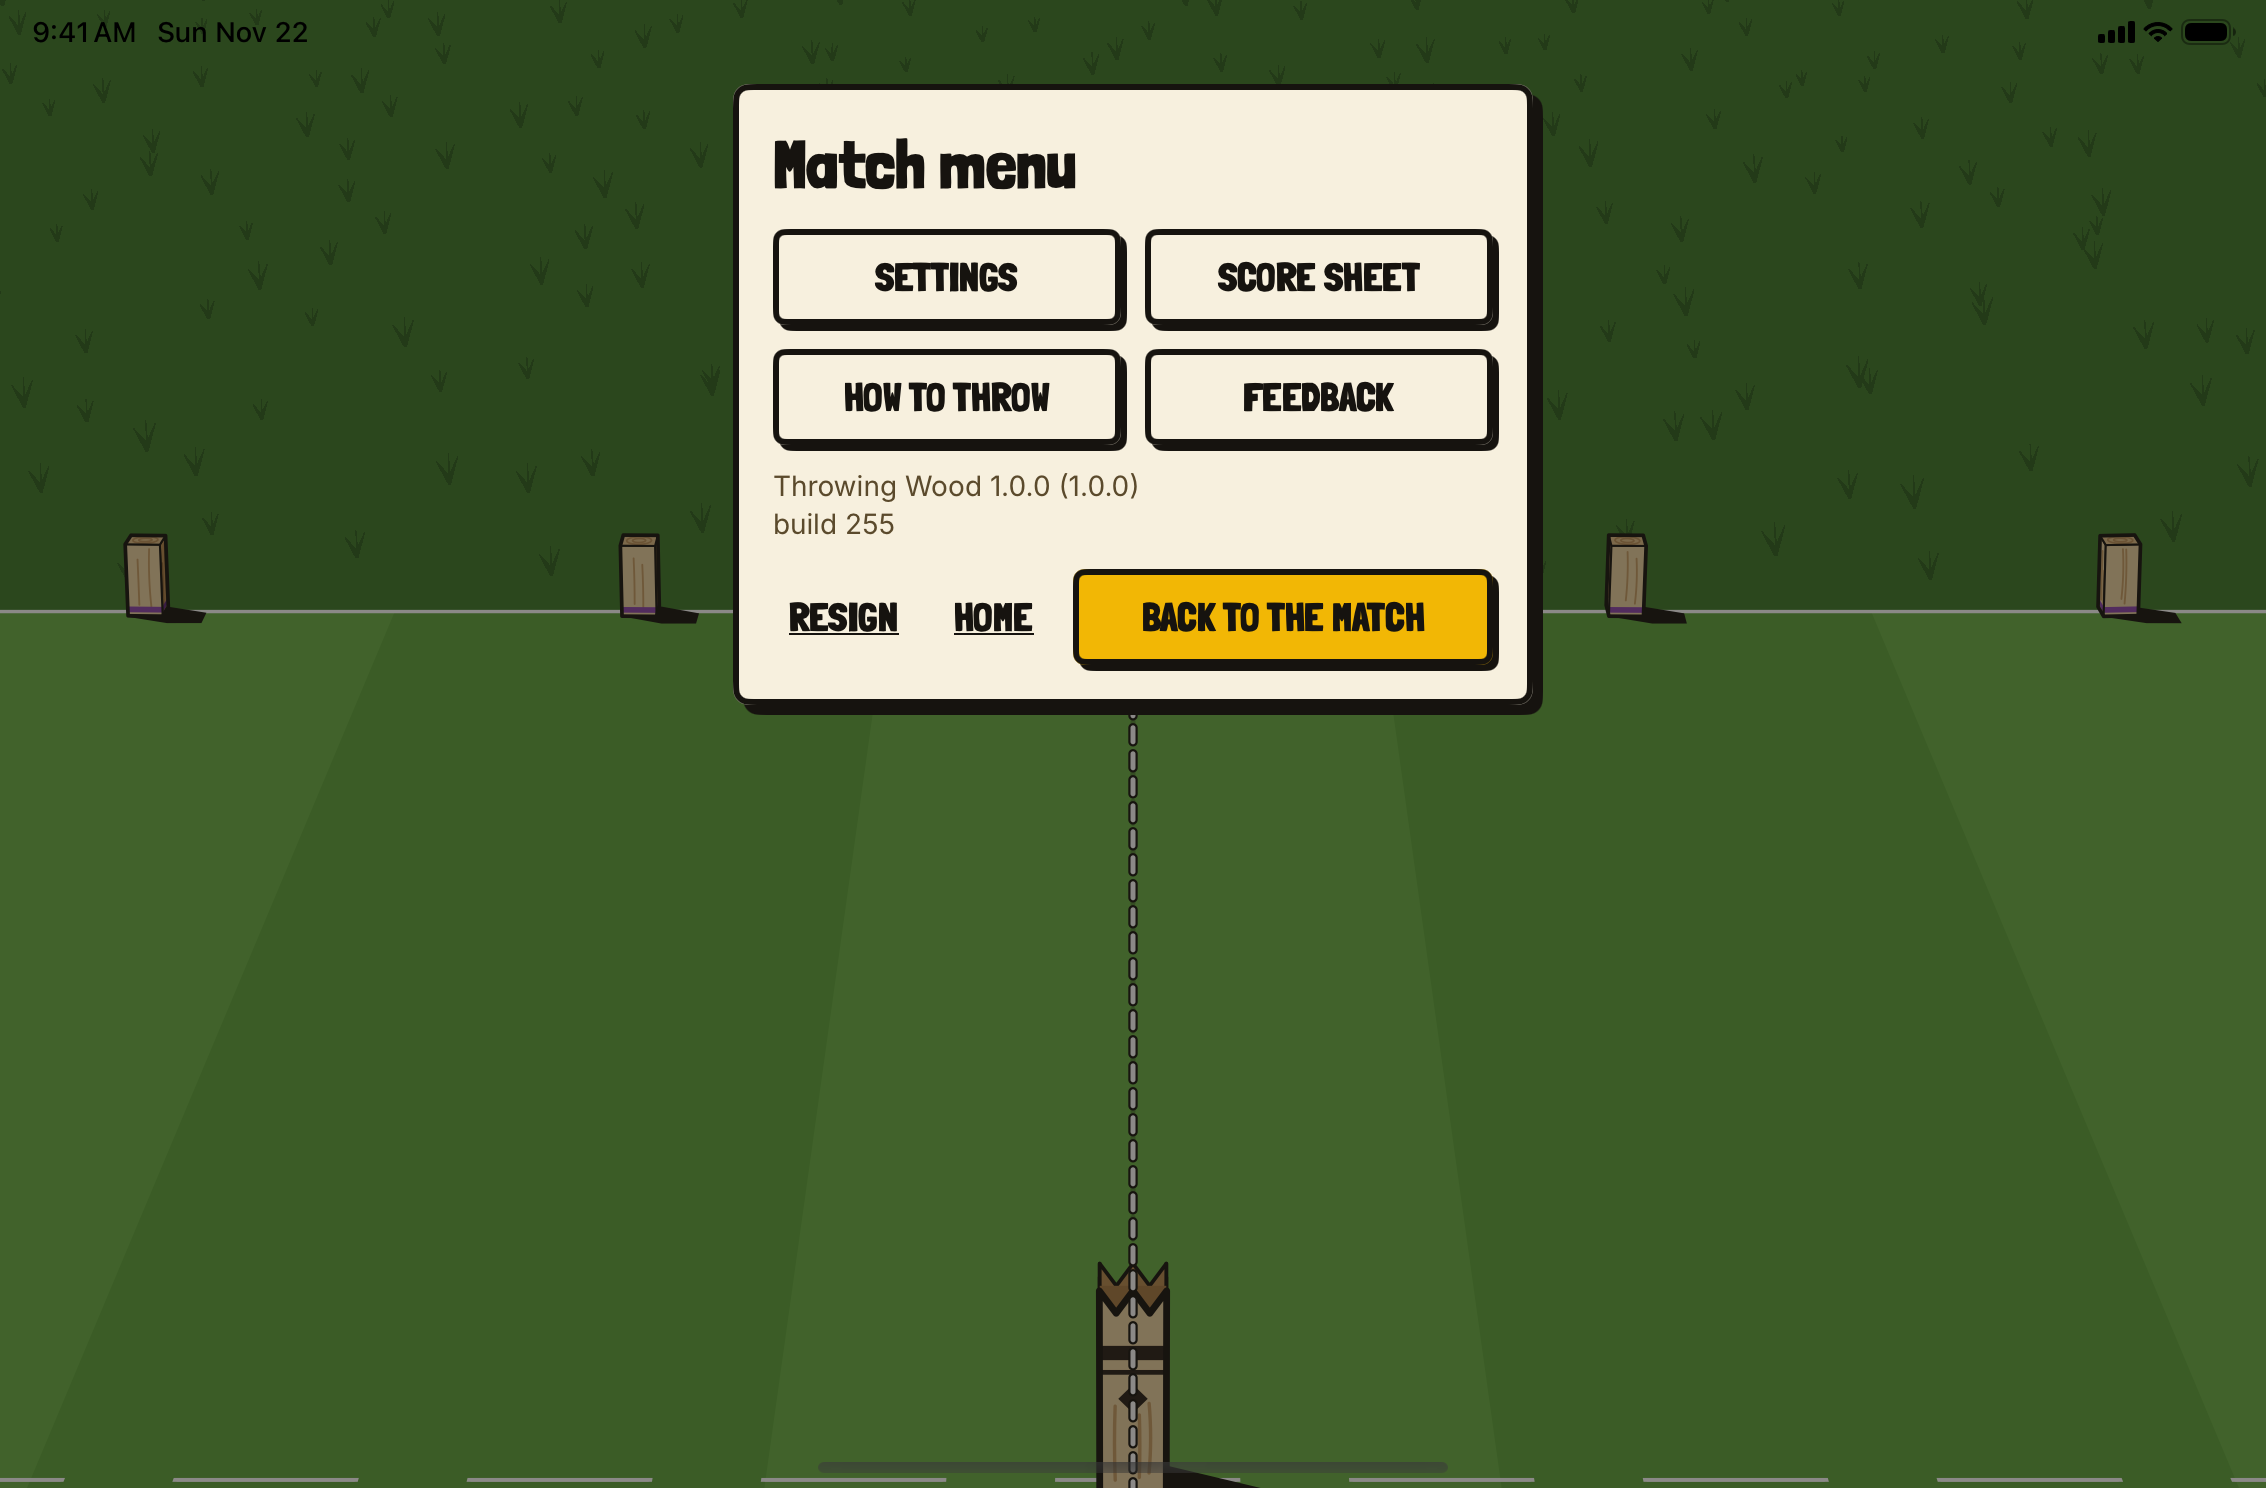 9:41 AM Sun Nov 22
Match menu
SETTINGS
SCORE SHEET
HOW TO THROW
FEEDBACK
Throwing Wood 1.0.0 (1.0.0)
build 255
RESIGN
HOME
BACK TO THE MATCH